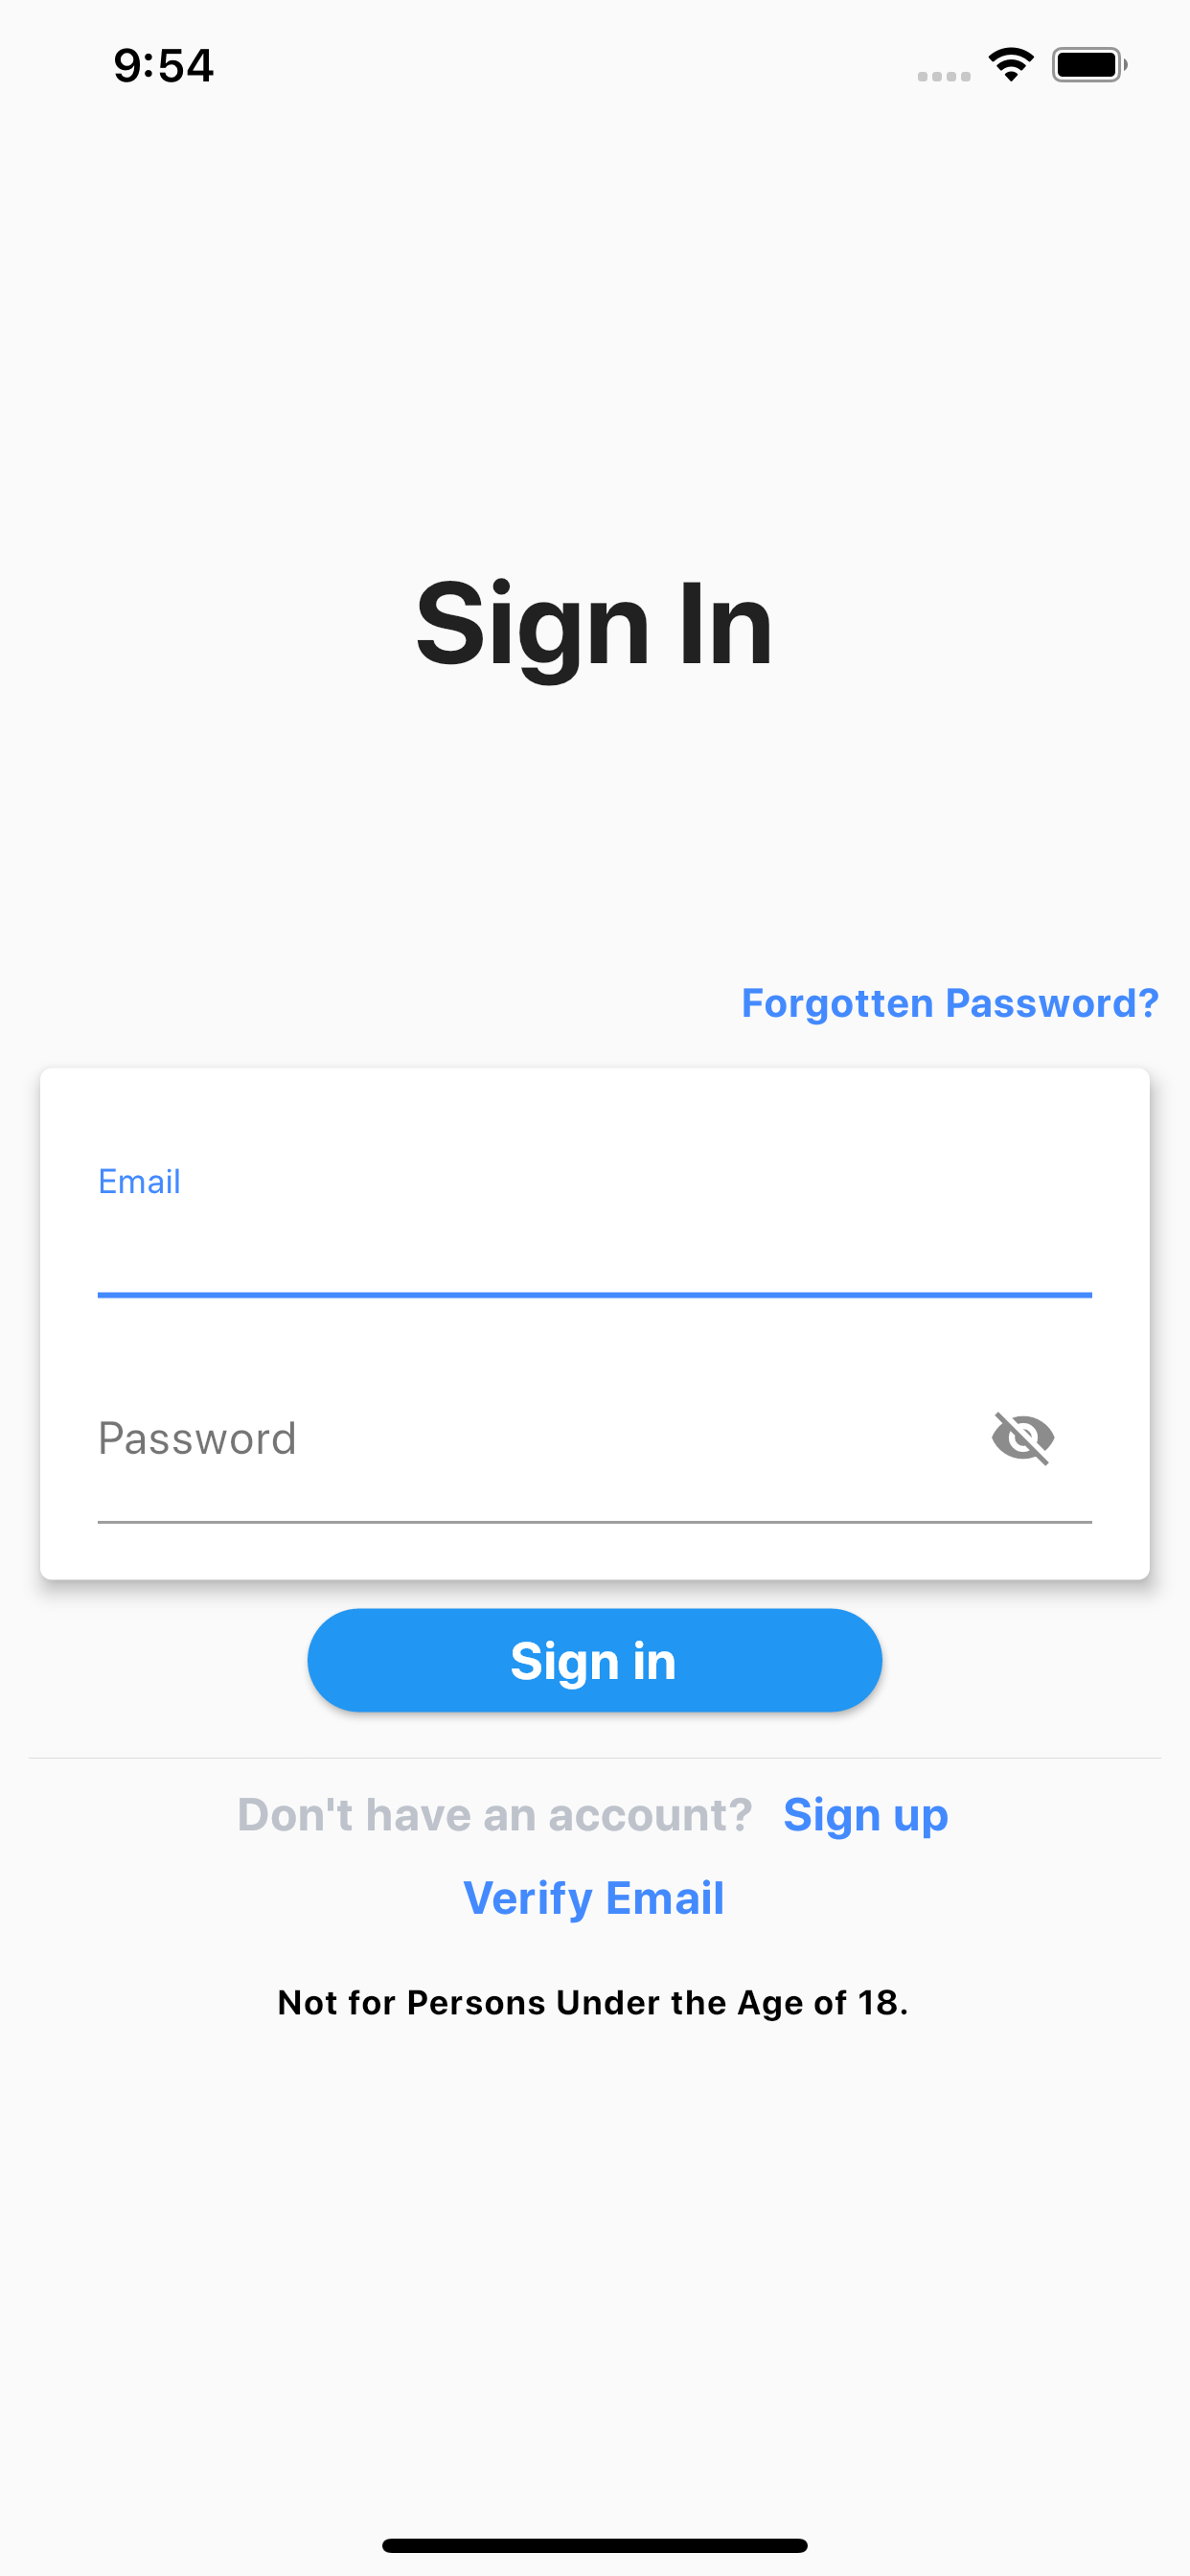 9:54
Sign In
Forgotten Password?
Email
Password
Sign in
Don't have an account? Sign up
Verify Email
Not for Persons Under the Age of 18.